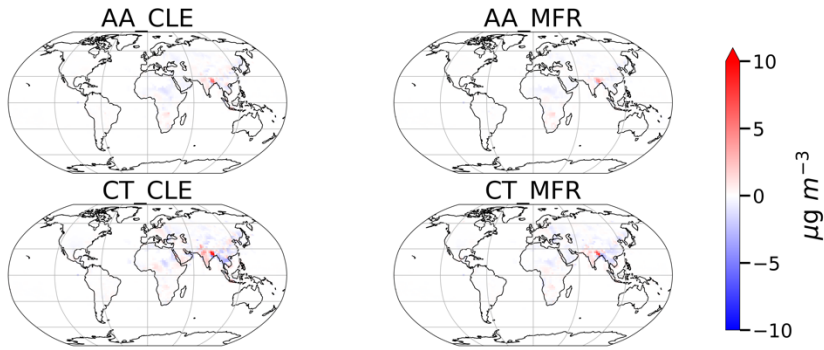 AA_CLE
AA_MFR
CT_CLE
CT_MFR
10
5
0
−5
−10
μg m⁻³